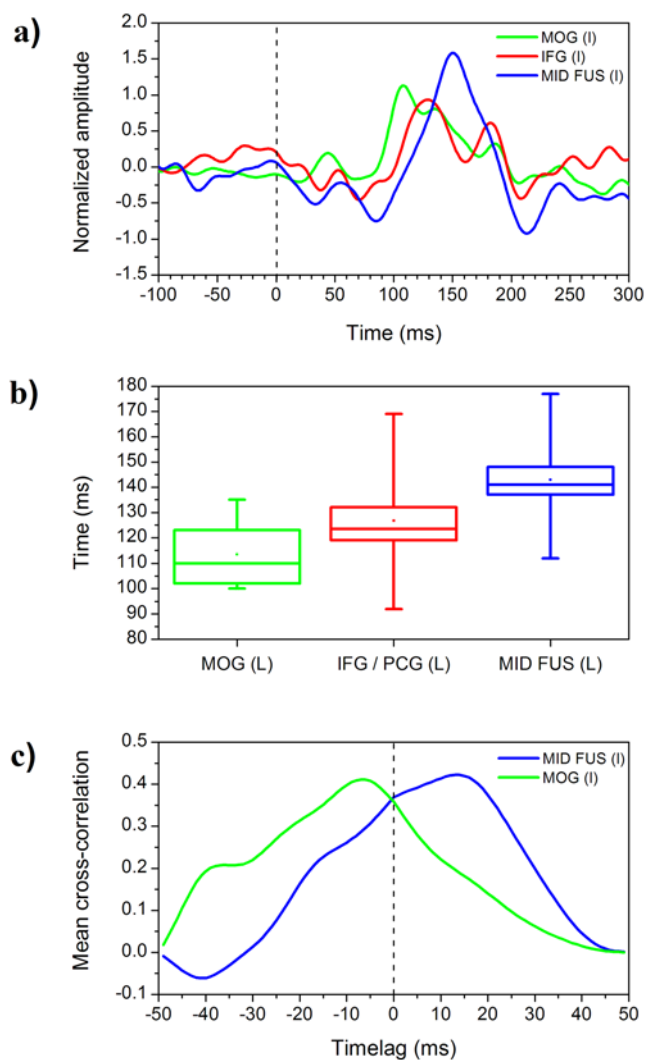 a)
MOG (l)
IFG (l)
MID FUS (l)
Normalized amplitude
2.0
1.5
1.0
0.5
0.0
-0.5
-1.0
-1.5
-100 -50 0 50 100 150 200 250 300
Time (ms)
b)
Time (ms)
180
170
160
150
140
130
120
110
100
90
80
MOG (L) IFG / PCG (L) MID FUS (L)
c)
MID FUS (l)
MOG (l)
Mean cross-correlation
0.5
0.4
0.3
0.2
0.1
0.0
-0.1
-50 -40 -30 -20 -10 0 10 20 30 40 50
Timelag (ms)